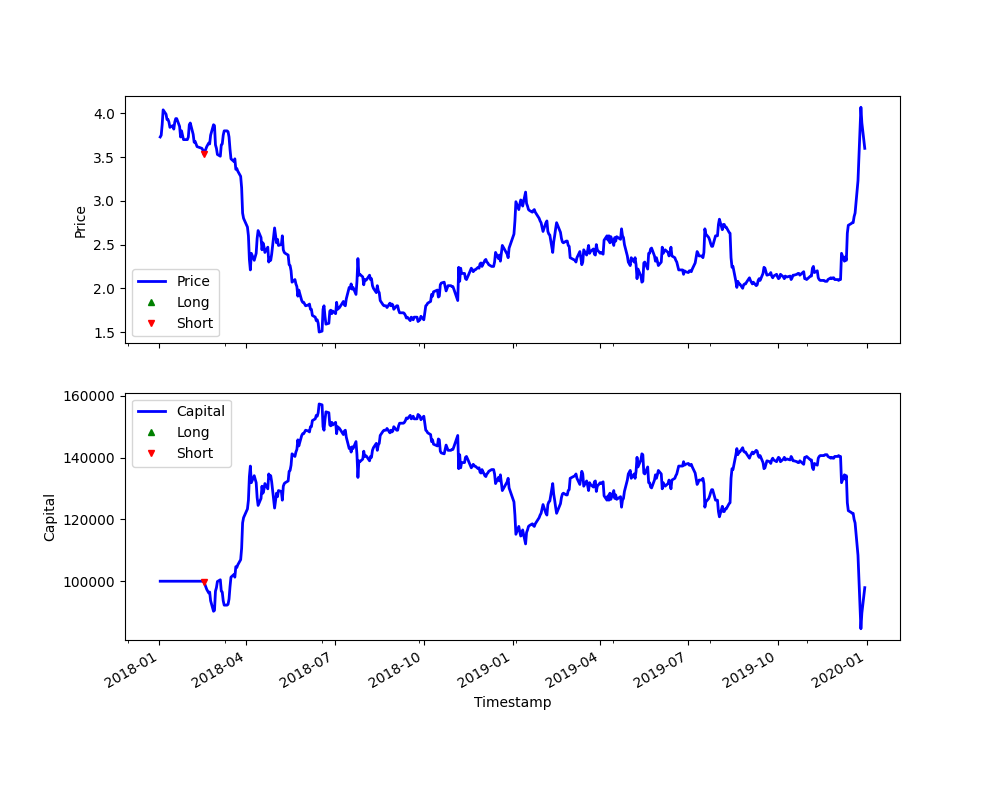 4.0
3.5
3.0
2.5
2.0
1.5
Price
Price
Long
Short
160000
140000
120000
100000
Capital
Capital
Long
Short
2018-01
2018-04
2018-07
2018-10
2019-01
2019-04
2019-07
2019-10
2020-01
Timestamp